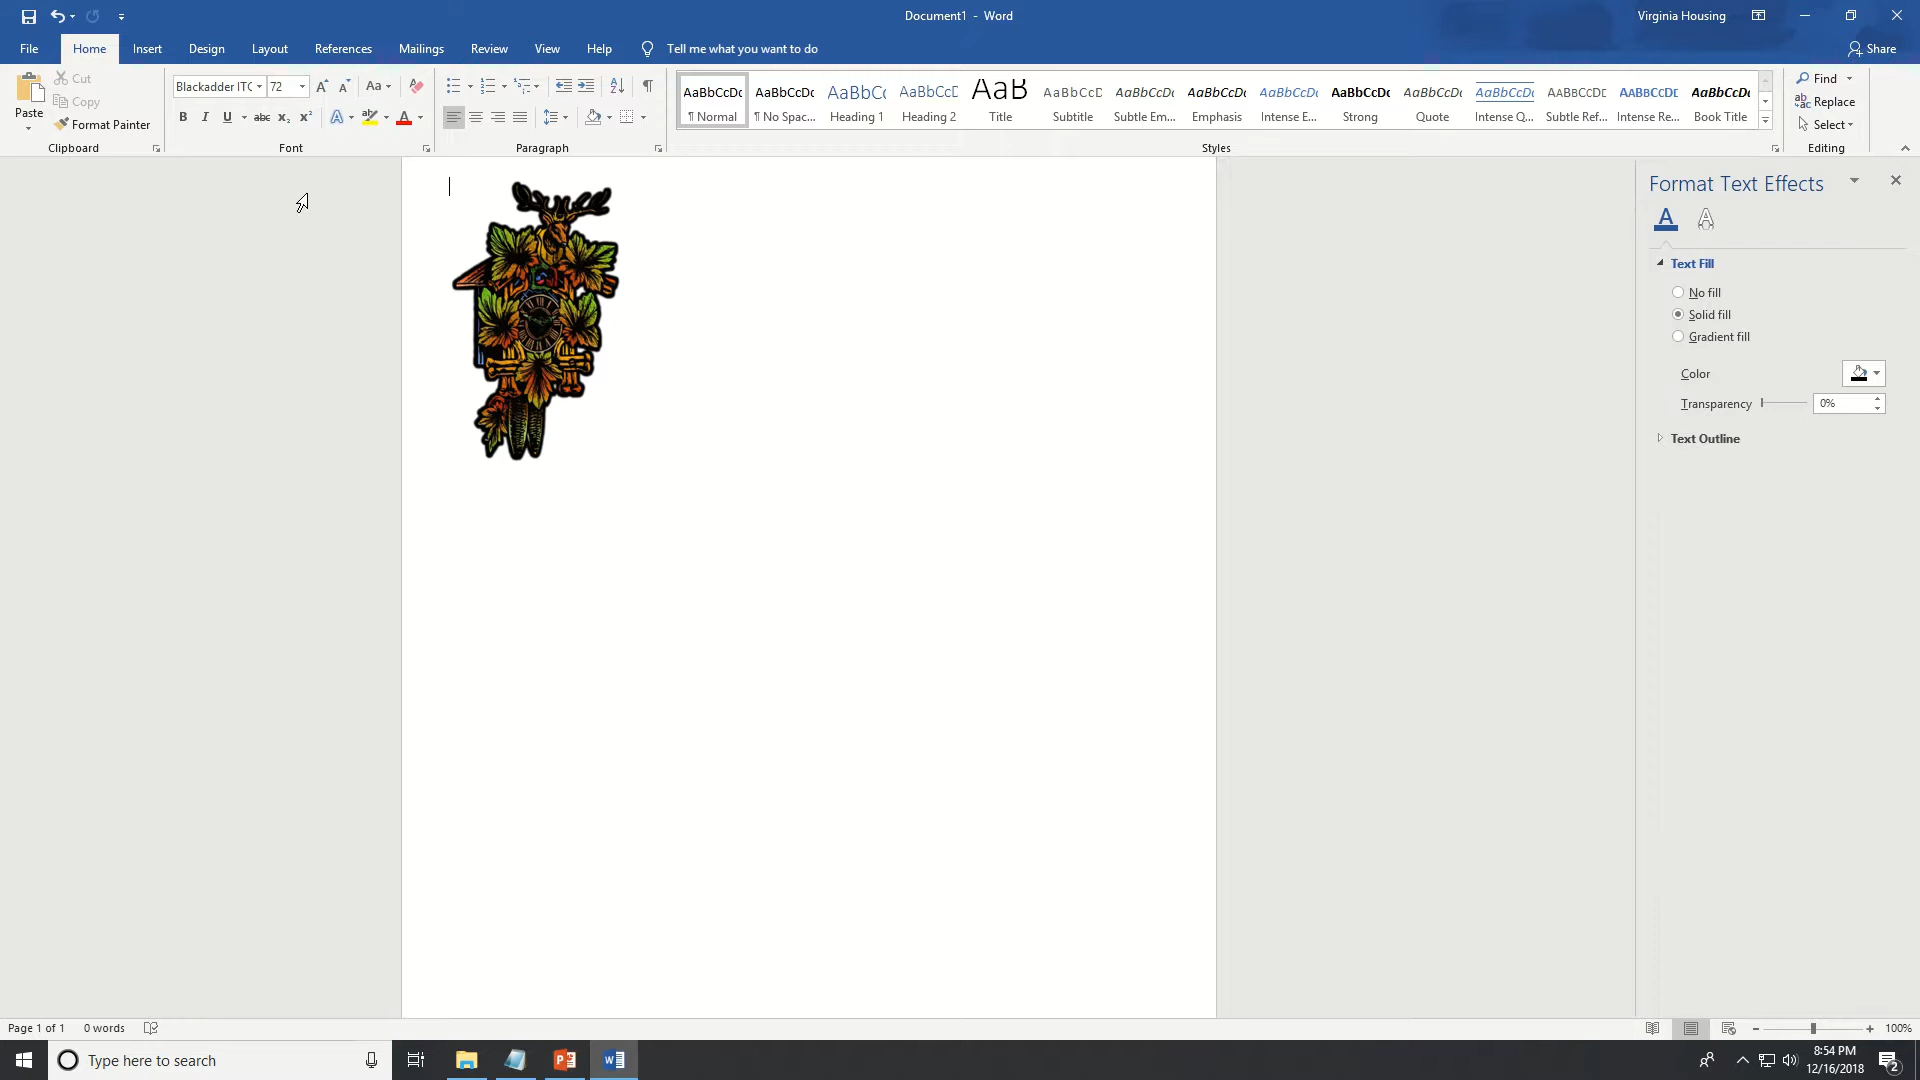 Document1 - Word
Virginia Housing
File Home Insert Design Layout References Mailings Review View Help Tell me what you want to do
Share
Paste
Cut
Copy
Format Painter
Clipboard
Blackadder ITC 72
Aa
B I U abc x₂ x²
A ab A
Font
Paragraph
AaBbCcDc AaBbCcDc AaBbCc AaBbCcD AaB AaBbCcD AaBbCcDc AaBbCcDc AaBbCcDc AaBbCcDc AaBbCcDc AaBbCcDc AABBCCDE AABBCCDE AaBbCcDc
¶ Normal ¶ No Spac... Heading 1 Heading 2 Title Subtitle Subtle Em... Emphasis Intense E... Strong Quote Intense Q... Subtle Ref... Intense Re... Book Title
Styles
Find
Replace
Select
Editing
Format Text Effects
Text Fill
No fill
Solid fill
Gradient fill
Color
Transparency 0%
Text Outline
Page 1 of 1 0 words
100%
Type here to search
8:54 PM
12/16/2018
2